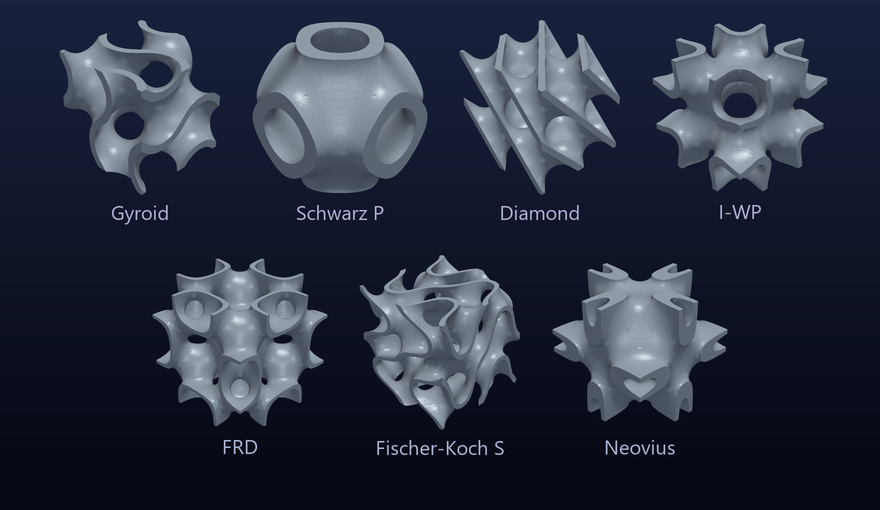 Gyroid
Schwarz P
Diamond
I-WP
FRD
Fischer-Koch S
Neovius